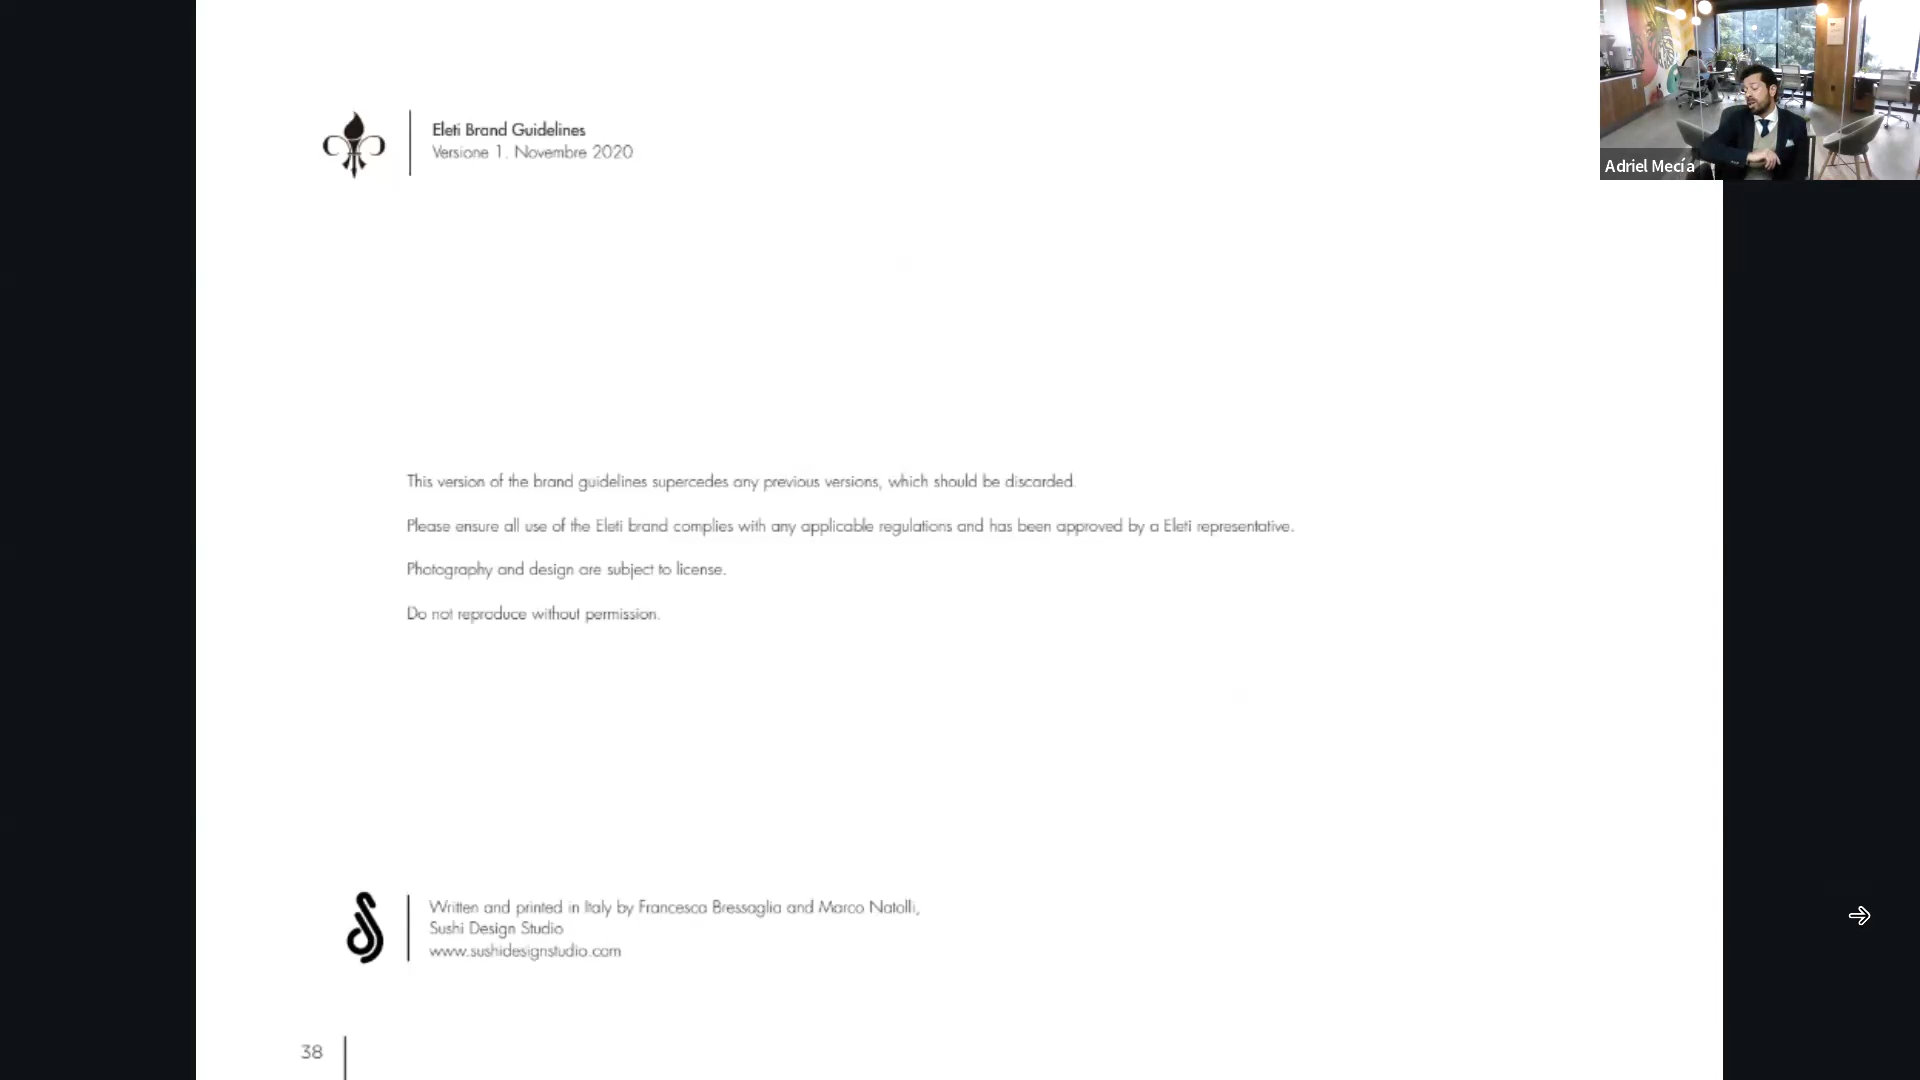 Eleti Brand Guidelines
Versione 1. Novembre 2020
Adriel Mecía
This version of the brand guidelines supercedes any previous versions, which should be discarded.
Please ensure all use of the Eleti brand complies with any applicable regulations and has been approved by a Eleti representative.
Photography and design are subject to license.
Do not reproduce without permission.
Written and printed in Italy by Francesca Bressaglia and Marco Natolli,
Sushi Design Studio
www.sushidesignstudio.com
38